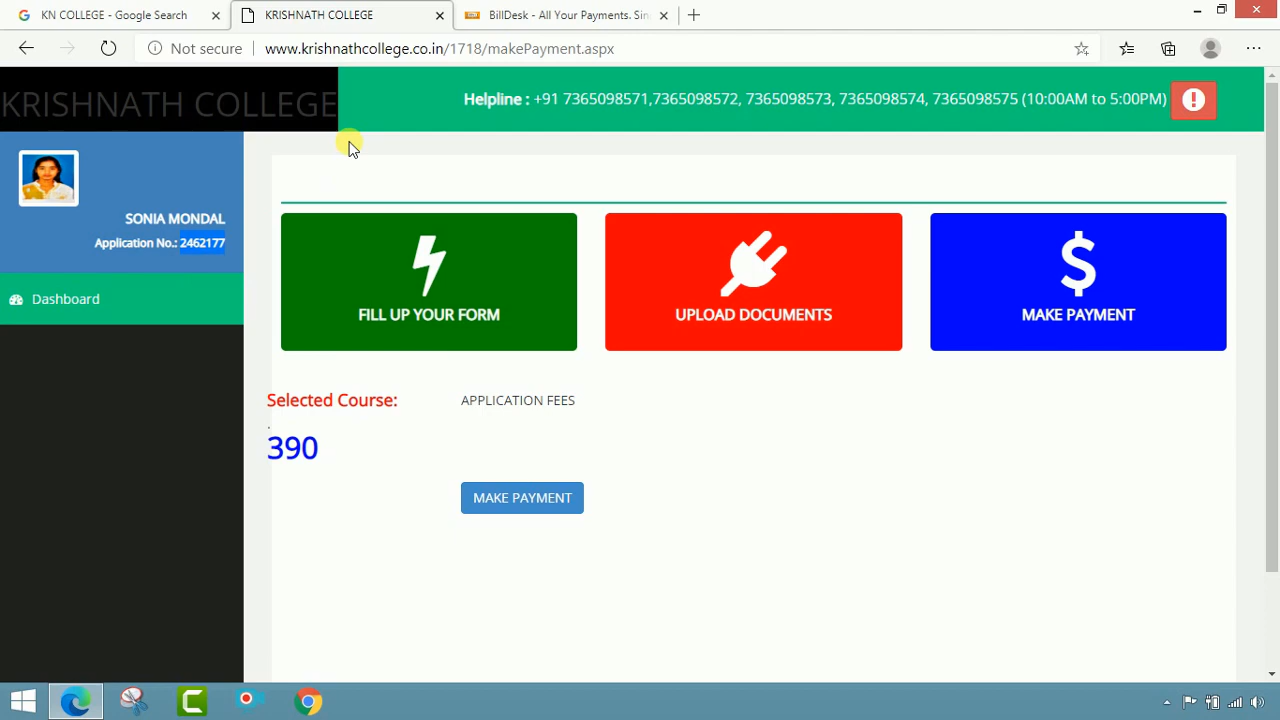 KN COLLEGE - Google Search
KRISHNATH COLLEGE
BillDesk - All Your Payments. Sin
Not secure
www.krishnathcollege.co.in/1718/makePayment.aspx
KRISHNATH COLLEGE
Helpline : +91 7365098571,7365098572, 7365098573, 7365098574, 7365098575 (10:00AM to 5:00PM)
SONIA MONDAL
Application No.: 2462177
Dashboard
FILL UP YOUR FORM
UPLOAD DOCUMENTS
MAKE PAYMENT
Selected Course:
APPLICATION FEES
.
390
MAKE PAYMENT